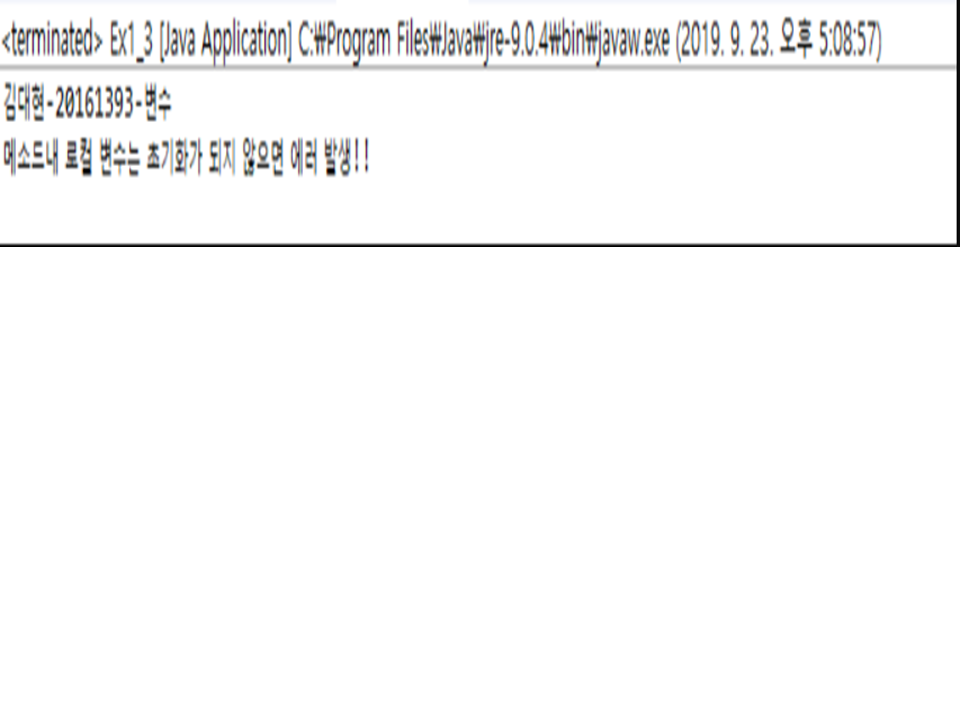 <terminated> Ex1_3 [Java Application] C:₩Program Files₩Java₩jre-9.0.4₩bin₩javaw.exe (2019. 9. 23. 오후 5:08:57)
김대현-20161393-변수
메소드내 로컬 변수는 초기화가 되지 않으면 에러 발생!!